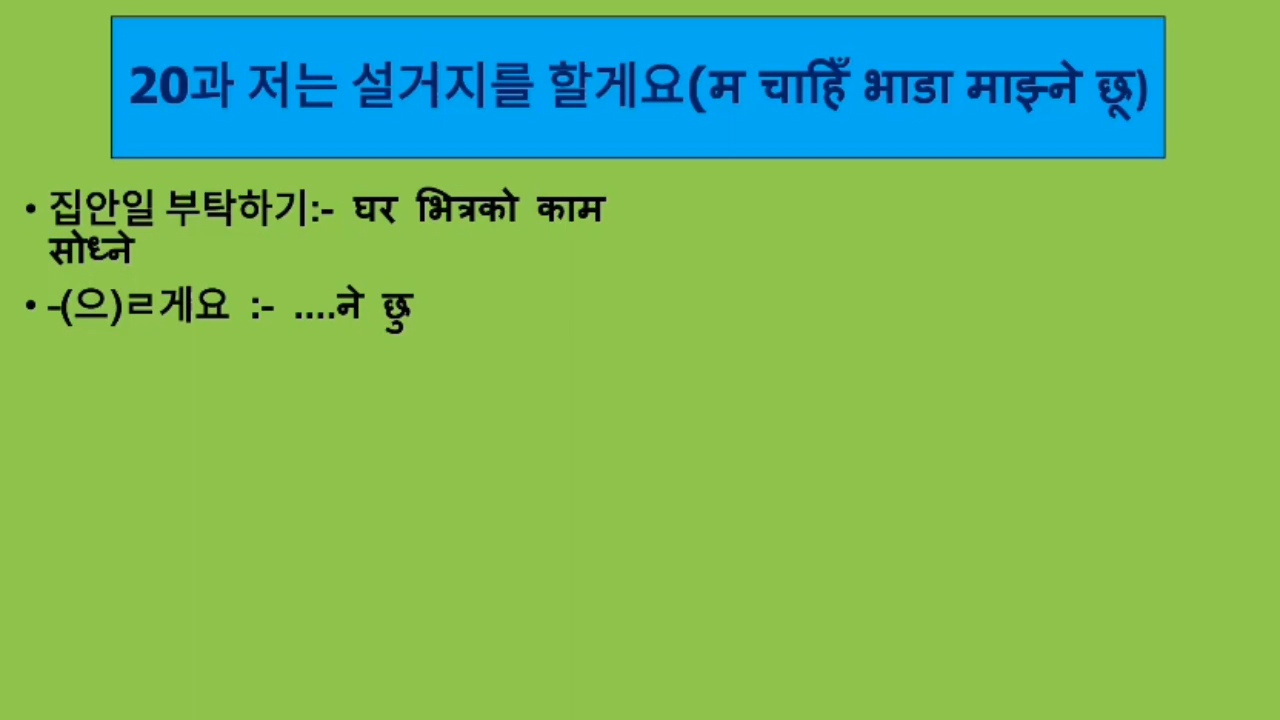 20과 저는 설거지를 할게요(म चाहिँ भाडा माझ्ने छू)
• 집안일 부탁하기:- घर भित्रको काम
सोध्ने
• -(으)ㄹ게요 :- ....ने छु